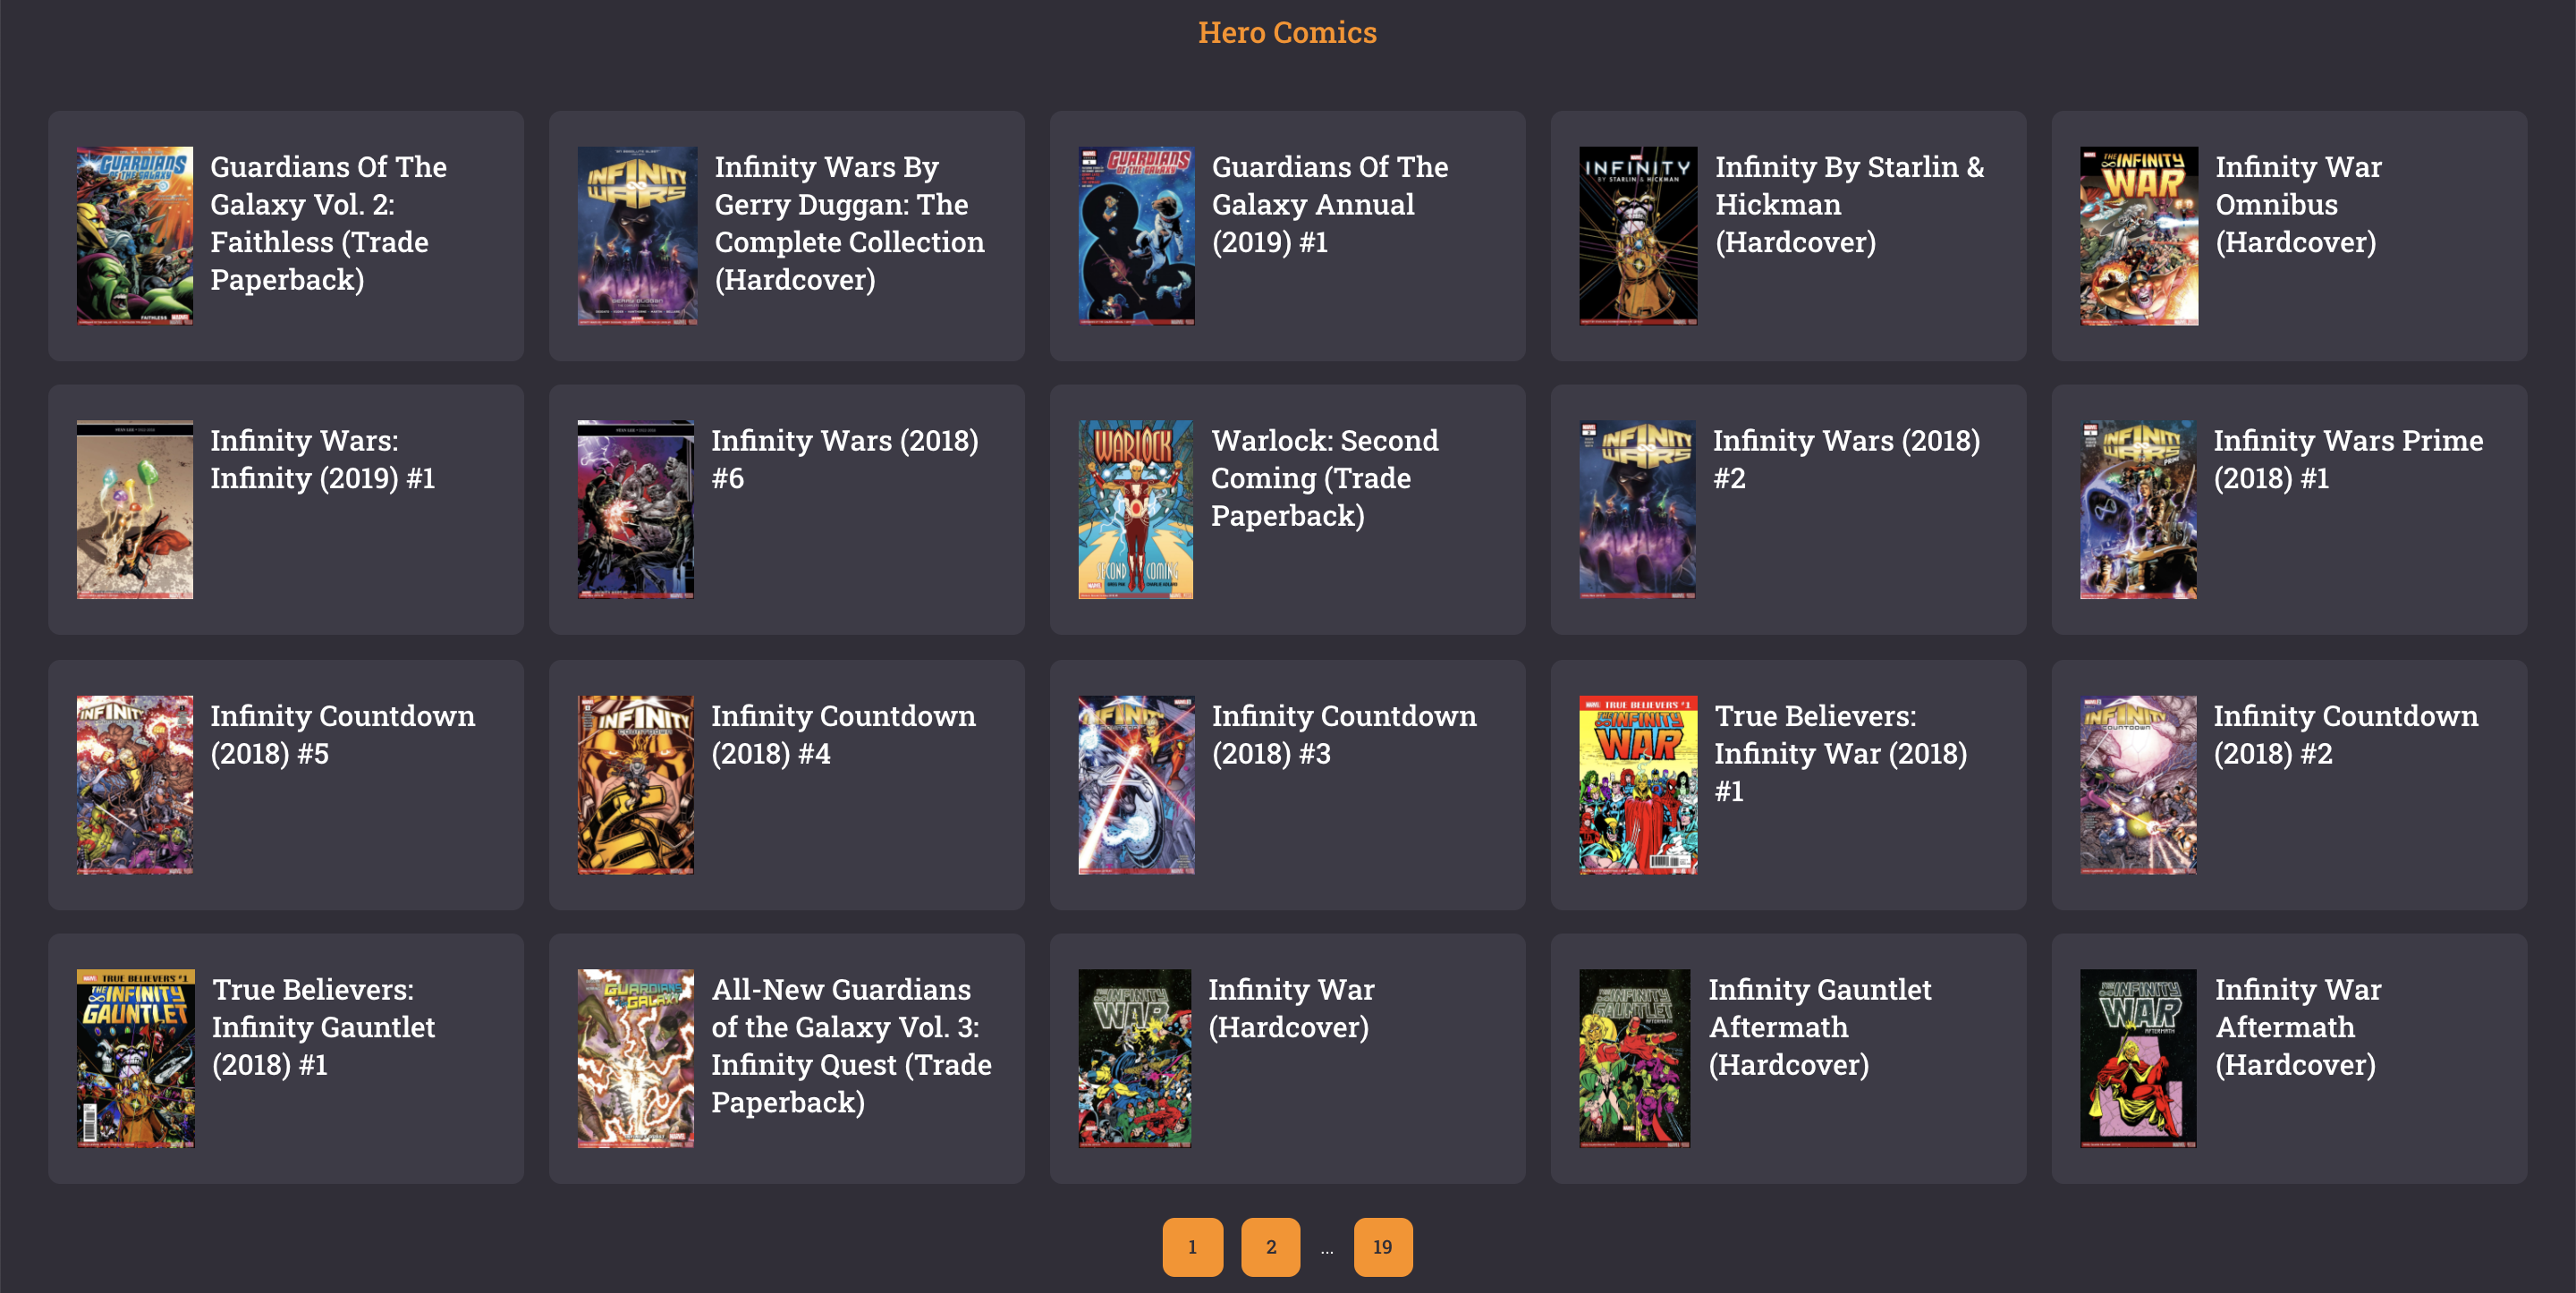 Hero Comics
GUARDIANS
OF THE GALAXY
FAITHLESS
Guardians Of The
Galaxy Vol. 2:
Faithless (Trade
Paperback)
INFINITY
WARS
Infinity Wars By
Gerry Duggan: The
Complete Collection
(Hardcover)
GUARDIANS
OF THE GALAXY
Guardians Of The
Galaxy Annual
(2019) #1
INFINITY
BY STARLIN & HICKMAN
Infinity By Starlin &
Hickman
(Hardcover)
THE INFINITY
WAR
Infinity War
Omnibus
(Hardcover)
Infinity Wars:
Infinity (2019) #1
Infinity Wars (2018)
#6
WARLOCK
SECOND COMING
Warlock: Second
Coming (Trade
Paperback)
INFINITY
WARS
Infinity Wars (2018)
#2
INFINITY
WARS
PRIME
Infinity Wars Prime
(2018) #1
INFINITY
Infinity Countdown
(2018) #5
INFINITY
COUNTDOWN
Infinity Countdown
(2018) #4
INFINITY
Infinity Countdown
(2018) #3
MARVEL TRUE BELIEVERS #1
THE INFINITY
WAR
True Believers:
Infinity War (2018)
#1
INFINITY
COUNTDOWN
Infinity Countdown
(2018) #2
MARVEL TRUE BELIEVERS #1
THE INFINITY
GAUNTLET
True Believers:
Infinity Gauntlet
(2018) #1
GUARDIANS
GALAXY
All-New Guardians
of the Galaxy Vol. 3:
Infinity Quest (Trade
Paperback)
THE INFINITY
WAR
Infinity War
(Hardcover)
THE INFINITY
GAUNTLET
AFTERMATH
Infinity Gauntlet
Aftermath
(Hardcover)
THE INFINITY
WAR
AFTERMATH
Infinity War
Aftermath
(Hardcover)
1 2 ... 19